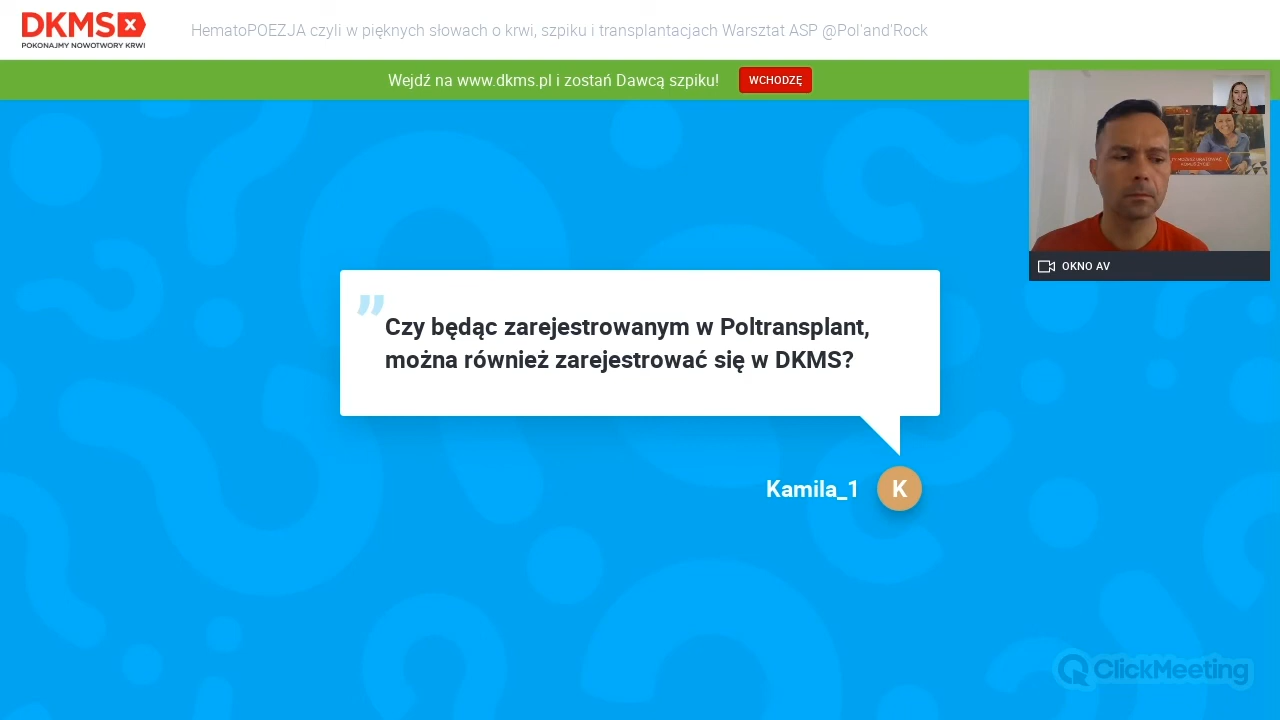 DKMS
POKONAJMY NOWOTWORY KRWI
HematoPOEZJA czyli w pięknych słowach o krwi, szpiku i transplantacjach Warsztat ASP @Pol'and'Rock
Wejdź na www.dkms.pl i zostań Dawcą szpiku!
WCHODZĘ
OKNO AV
Czy będąc zarejestrowanym w Poltransplant,
można również zarejestrować się w DKMS?
Kamila_1
K
ClickMeeting